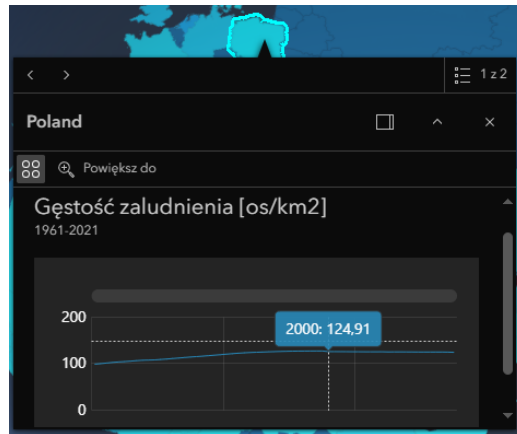 1 z 2
Poland
Powiększ do
Gęstość zaludnienia [os/km2]
1961-2021
200
2000: 124,91
100
0